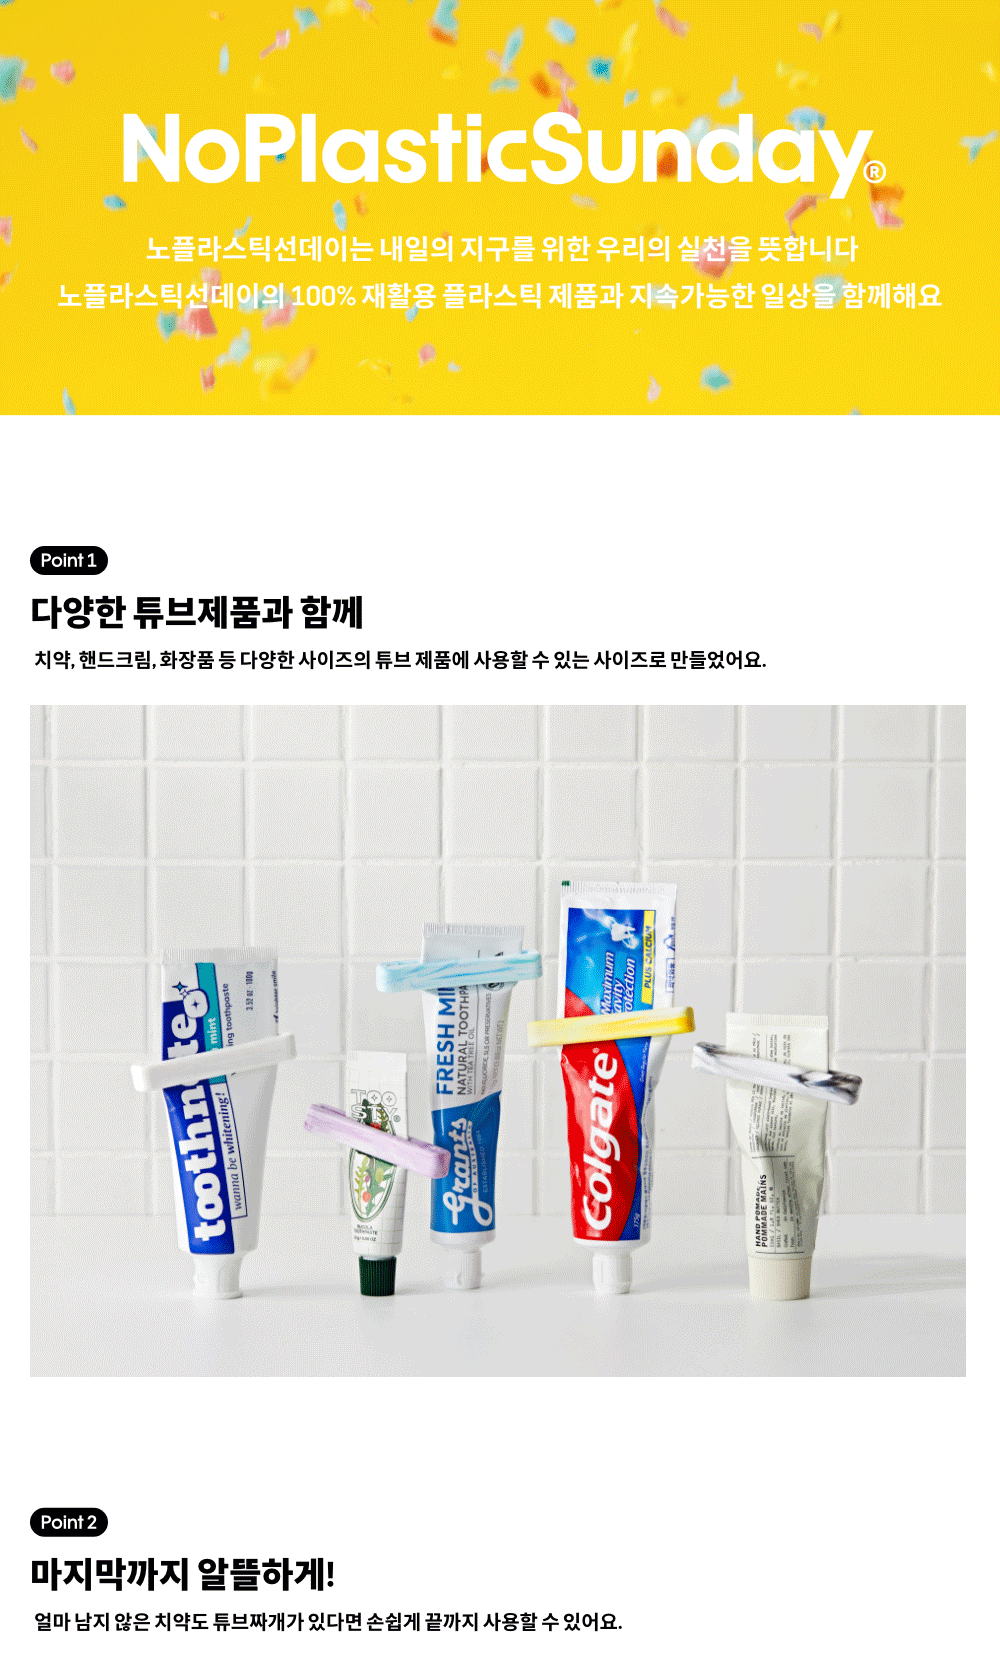 NoPlasticSunday®
노플라스틱선데이는 내일의 지구를 위한 우리의 실천을 뜻합니다
노플라스틱선데이의 100% 재활용 플라스틱 제품과 지속가능한 일상을 함께해요
Point 1
다양한 튜브제품과 함께
치약, 핸드크림, 화장품 등 다양한 사이즈의 튜브 제품에 사용할 수 있는 사이즈로 만들었어요.
wanna be whitening!
mint
ing toothpaste
3.52 oz · 100g
FRESH MI
NATURAL TOOTHPA
WITH TEA TREE OIL
grants
OF AUSTRALIA
Maximum
PLUS CALCIUM
Colgate®
175g
HAND POMADE
POMMADE MAINS
Point 2
마지막까지 알뜰하게!
얼마 남지 않은 치약도 튜브짜개가 있다면 손쉽게 끝까지 사용할 수 있어요.